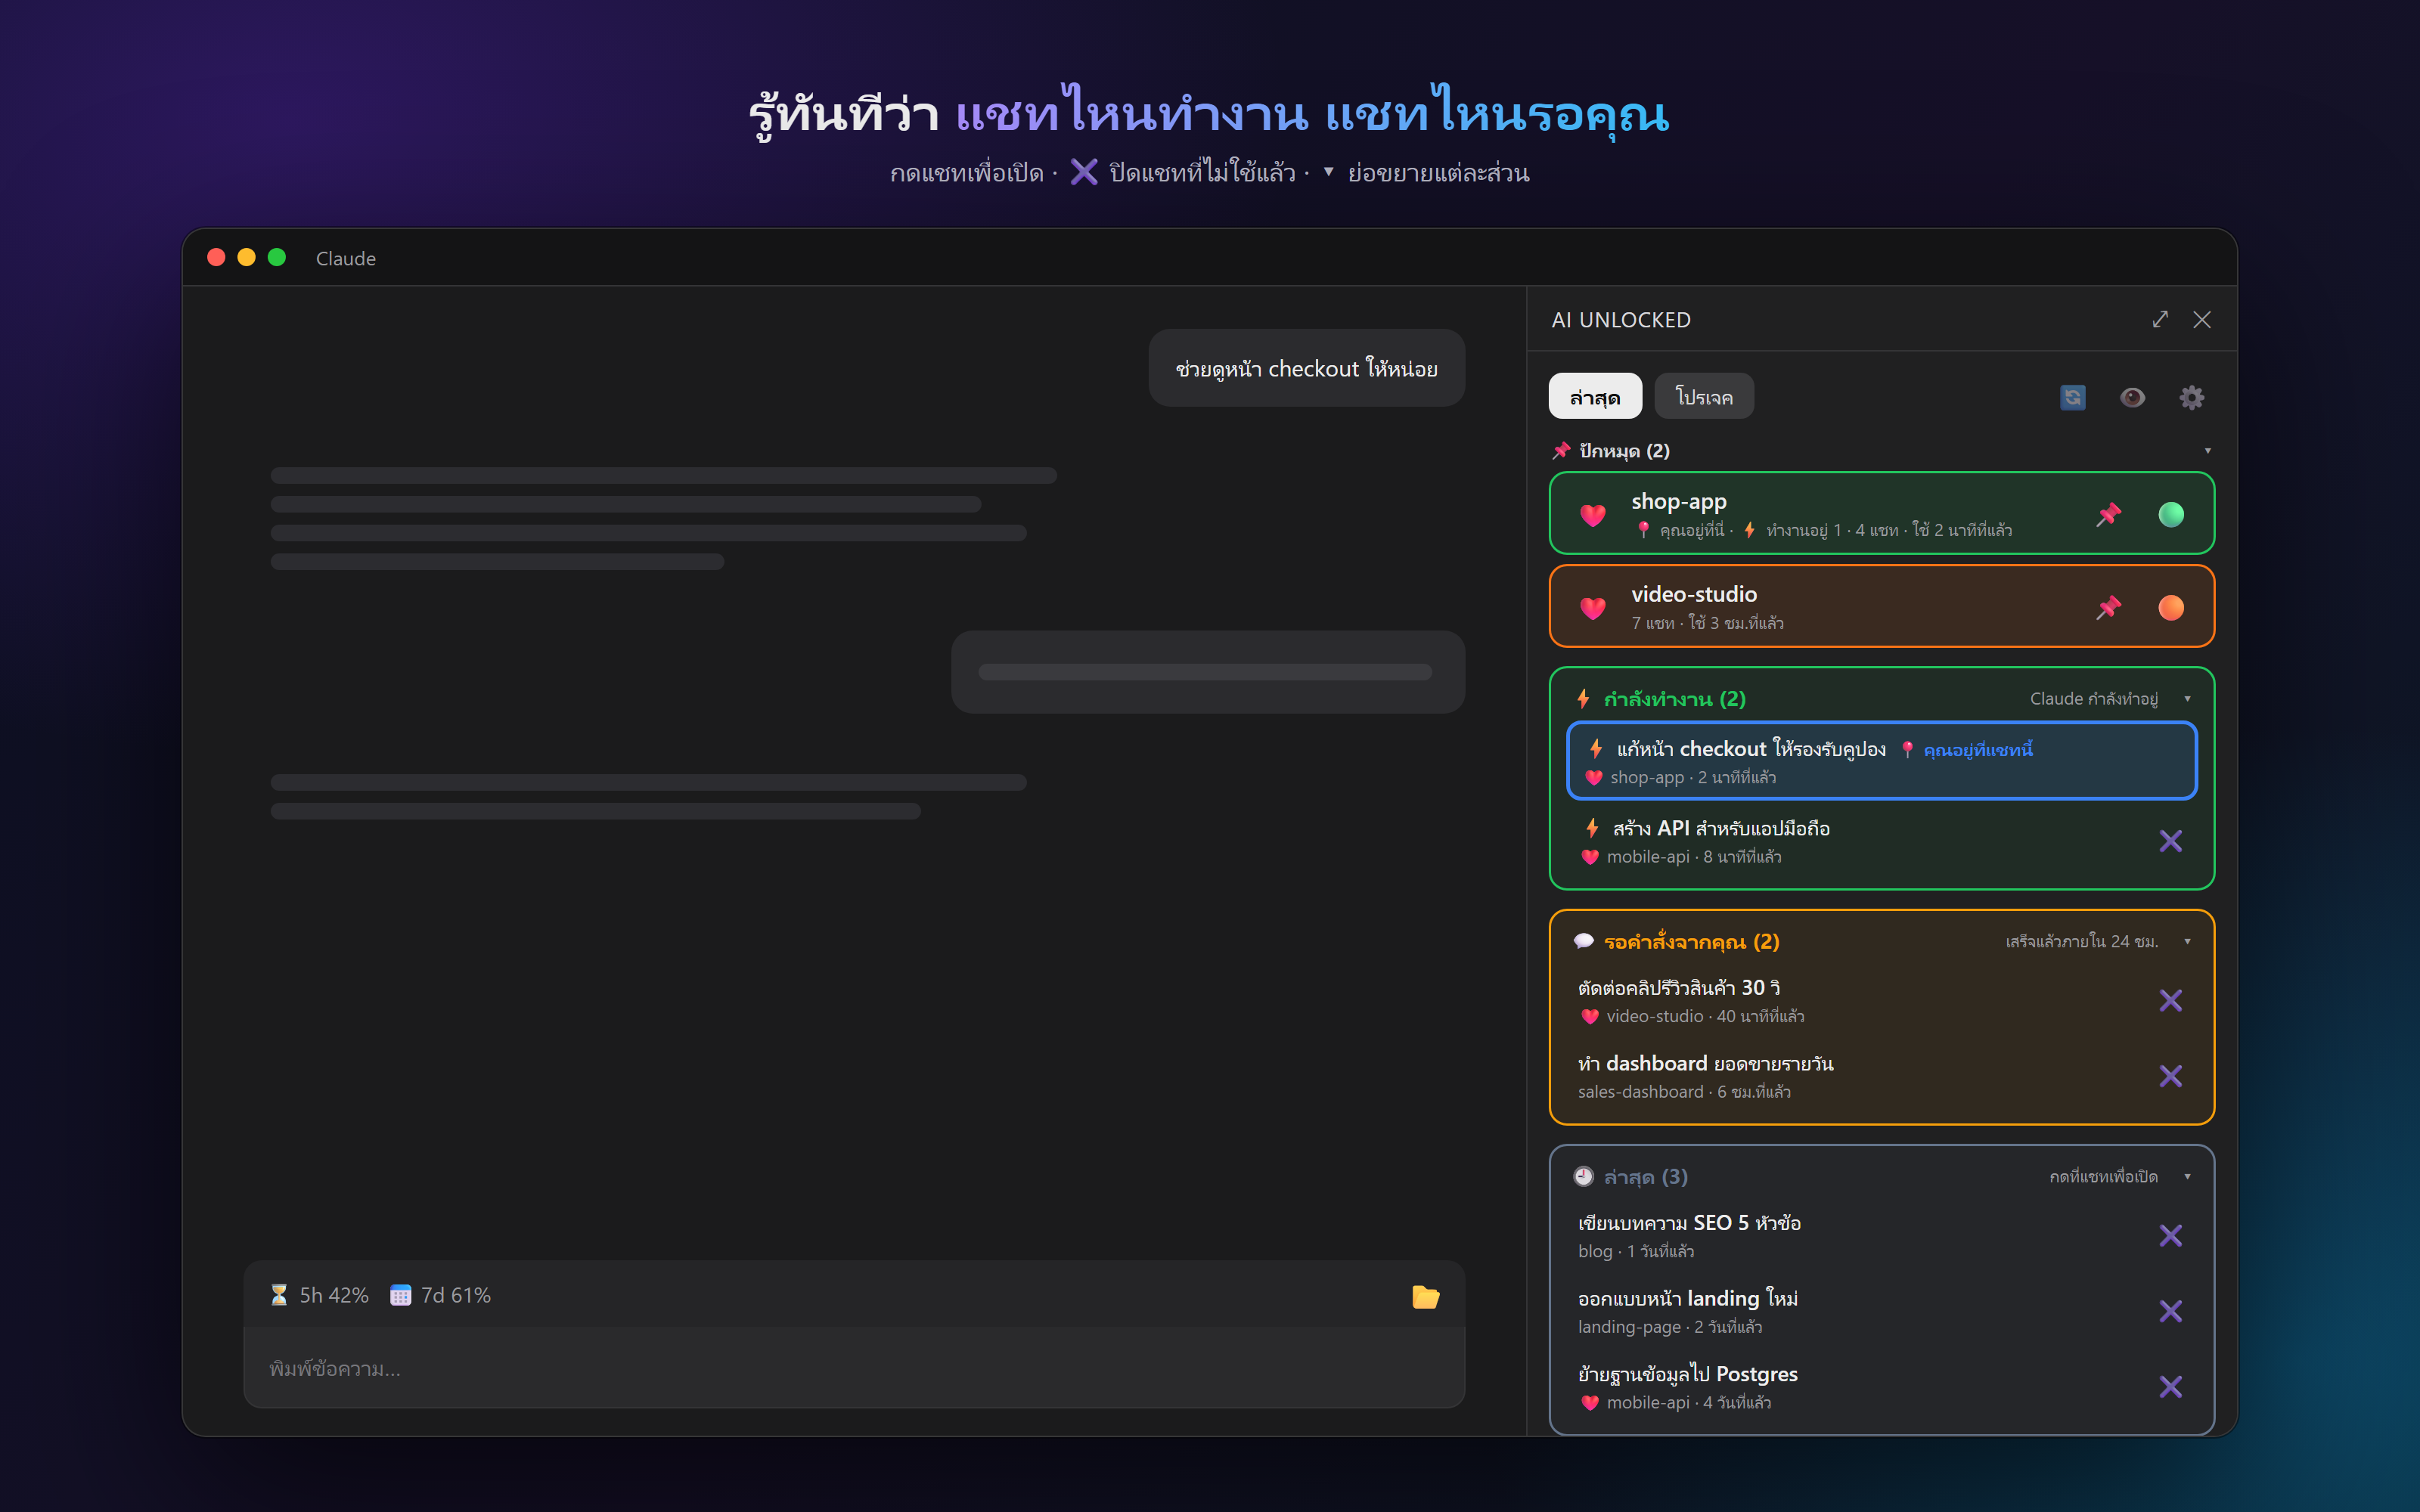 รู้ทันทีว่า แชทไหนทำงาน แชทไหนรอคุณ
กดแชทเพื่อเปิด · ❌ ปิดแชทที่ไม่ใช้แล้ว · ▾ ย่อขยายแต่ละส่วน
Claude
ช่วยดูหน้า checkout ให้หน่อย
⏳ 5h 42% 🗓️ 7d 61%
พิมพ์ข้อความ...
AI UNLOCKED
ล่าสุด โปรเจค
📌 ปักหมุด (2)
shop-app
📍 คุณอยู่ที่นี่ · ⚡ ทำงานอยู่ 1 · 4 แชท · ใช้ 2 นาทีที่แล้ว
video-studio
7 แชท · ใช้ 3 ชม.ที่แล้ว
⚡ กำลังทำงาน (2) Claude กำลังทำอยู่
⚡ แก้หน้า checkout ให้รองรับคูปอง 📍 คุณอยู่ที่แชทนี้
shop-app · 2 นาทีที่แล้ว
⚡ สร้าง API สำหรับแอปมือถือ
mobile-api · 8 นาทีที่แล้ว
💬 รอคำสั่งจากคุณ (2) เสร็จแล้วภายใน 24 ชม.
ตัดต่อคลิปรีวิวสินค้า 30 วิ
video-studio · 40 นาทีที่แล้ว
ทำ dashboard ยอดขายรายวัน
sales-dashboard · 6 ชม.ที่แล้ว
🕘 ล่าสุด (3) กดที่แชทเพื่อเปิด
เขียนบทความ SEO 5 หัวข้อ
blog · 1 วันที่แล้ว
ออกแบบหน้า landing ใหม่
landing-page · 2 วันที่แล้ว
ย้ายฐานข้อมูลไป Postgres
mobile-api · 4 วันที่แล้ว